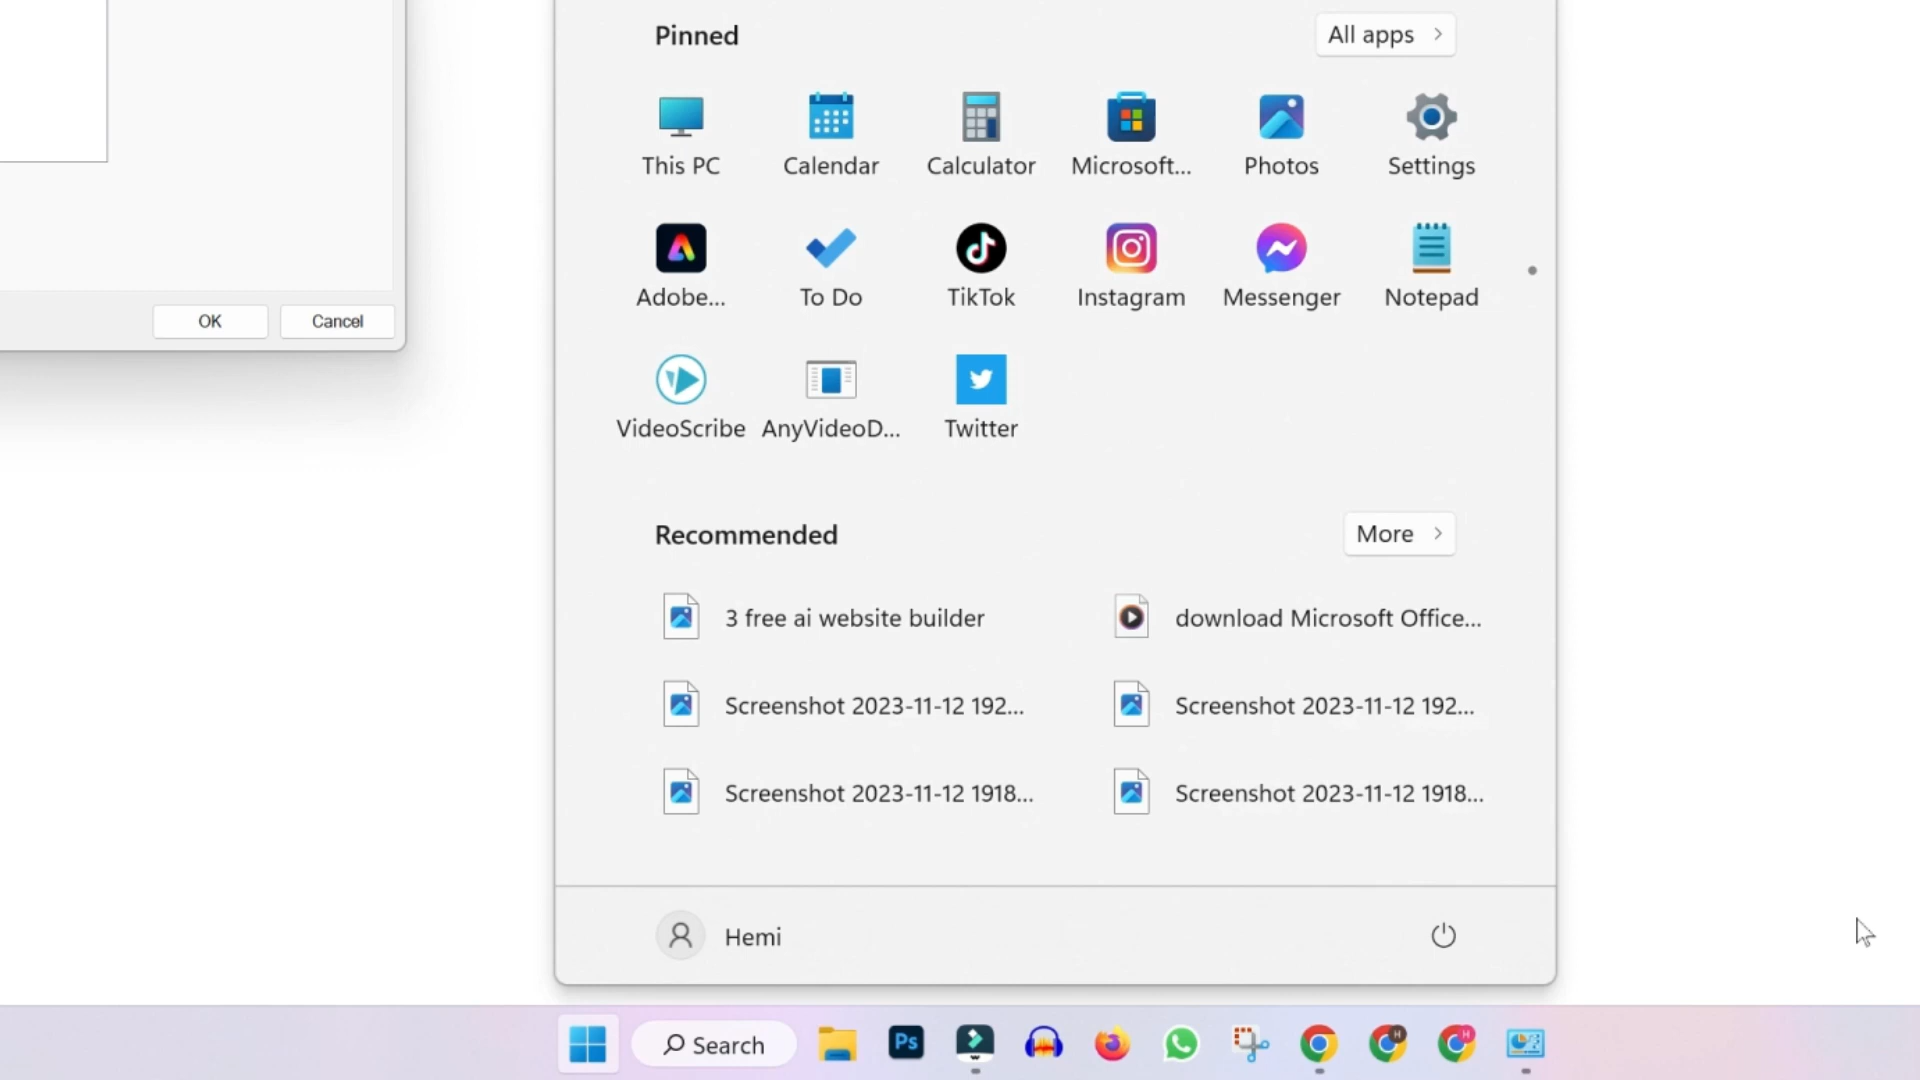 Pinned
All apps
This PC
Calendar
Calculator
Microsoft...
Photos
Settings
Adobe...
To Do
TikTok
Instagram
Messenger
Notepad
OK
Cancel
VideoScribe
AnyVideoD...
Twitter
Recommended
More
3 free ai website builder
download Microsoft Office...
Screenshot 2023-11-12 192...
Screenshot 2023-11-12 192...
Screenshot 2023-11-12 1918...
Screenshot 2023-11-12 1918...
Hemi
Search
Ps
H
H